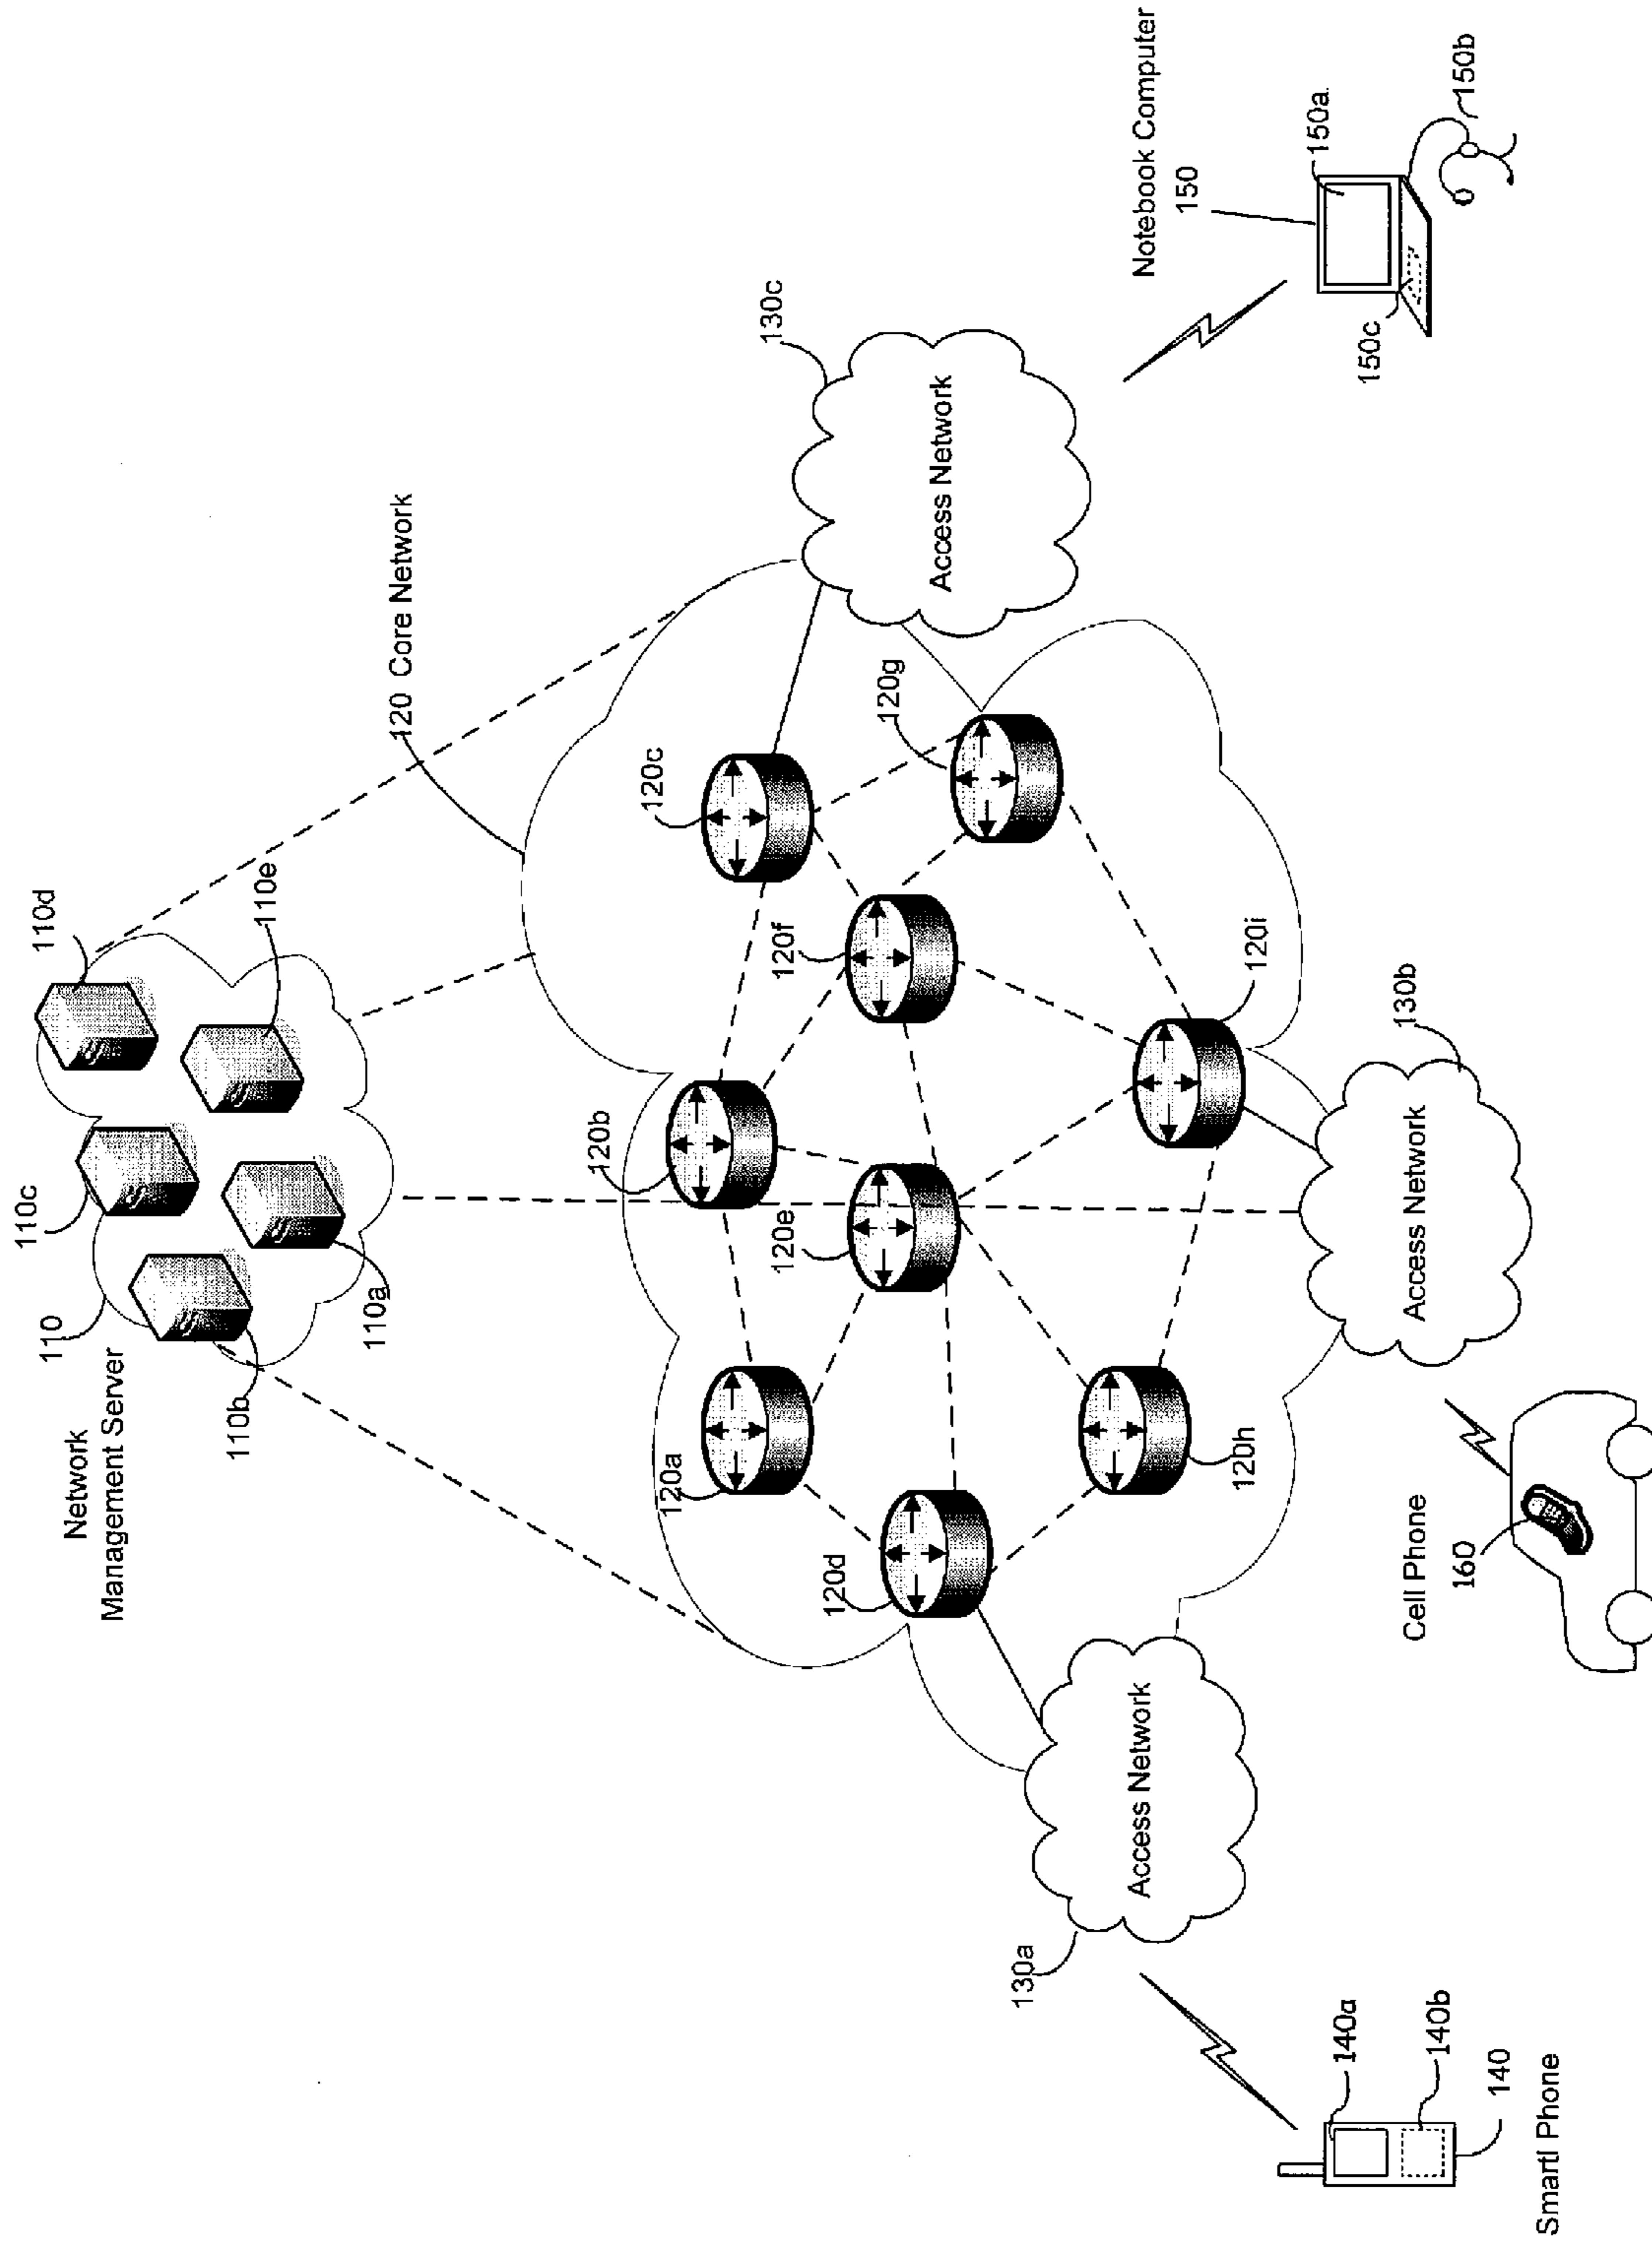 Network
Management Server
110
110c
110d
110b
110a
110e
120 Core Network
120b
120c
120a
120e
120f
120g
120d
120h
120i
130c
Access Network
130a
Access Network
130b
Access Network
Notebook Computer
150
150a
150b
150c
Cell Phone
160
140a
140b
140
Smartl Phone